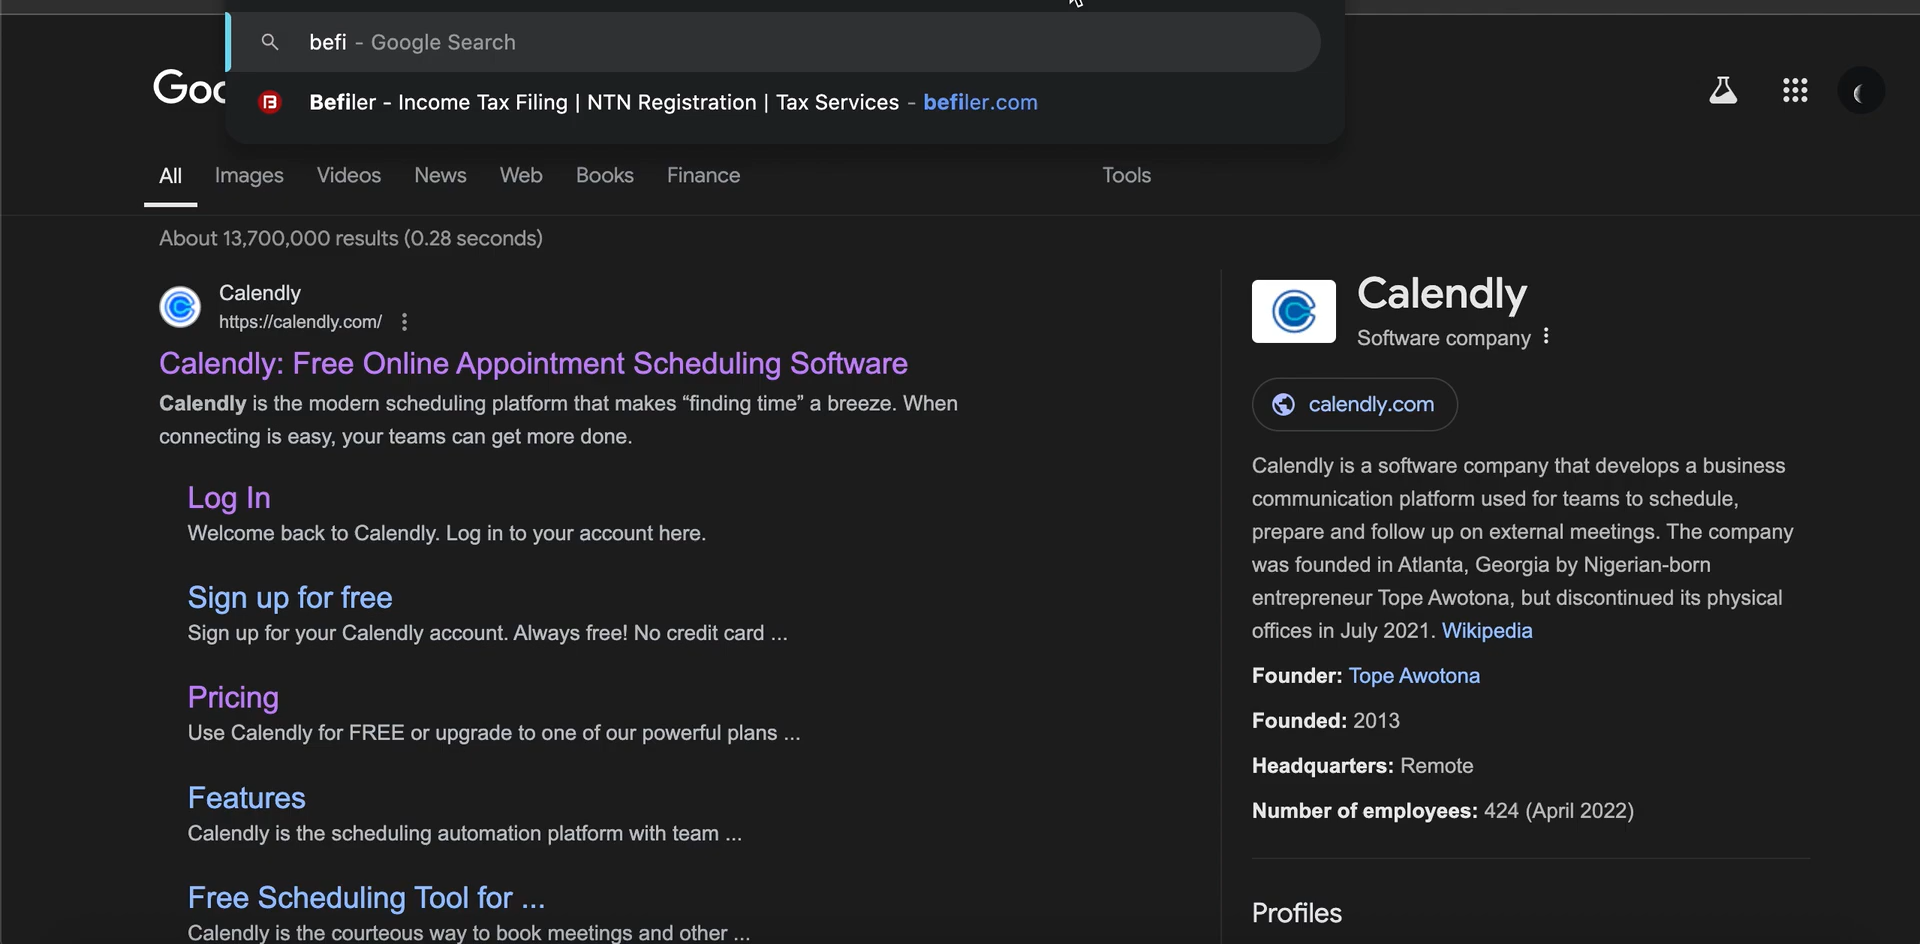 befi - Google Search
Befiler - Income Tax Filing | NTN Registration | Tax Services - befiler.com
Goo
All Images Videos News Web Books Finance Tools
About 13,700,000 results (0.28 seconds)
Calendly
https://calendly.com/
Calendly: Free Online Appointment Scheduling Software
Calendly is the modern scheduling platform that makes “finding time” a breeze. When
connecting is easy, your teams can get more done.
Log In
Welcome back to Calendly. Log in to your account here.
Sign up for free
Sign up for your Calendly account. Always free! No credit card ...
Pricing
Use Calendly for FREE or upgrade to one of our powerful plans ...
Features
Calendly is the scheduling automation platform with team ...
Free Scheduling Tool for ...
Calendly is the courteous way to book meetings and other ...
Calendly
Software company
calendly.com
Calendly is a software company that develops a business
communication platform used for teams to schedule,
prepare and follow up on external meetings. The company
was founded in Atlanta, Georgia by Nigerian-born
entrepreneur Tope Awotona, but discontinued its physical
offices in July 2021. Wikipedia
Founder: Tope Awotona
Founded: 2013
Headquarters: Remote
Number of employees: 424 (April 2022)
Profiles